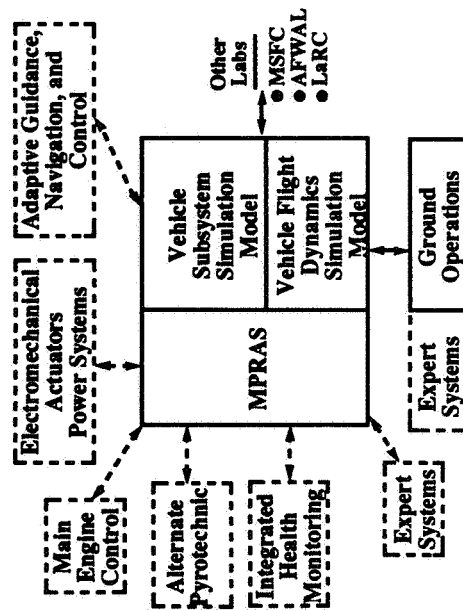 Expert
Systems
Integrated
Health
Monitoring
Alternate
Pyrotechnic
Main
Engine
Control
Electromechanical
Actuators
Power Systems
Adaptive Guidance,
Navigation, and
Control
MPRAS
Vehicle
Subsystem
Simulation
Model
Vehicle Flight
Dynamics
Simulation
Model
Expert Systems
Ground
Operations
Other
Labs
● MSFC
● AFWAL
● LaRC